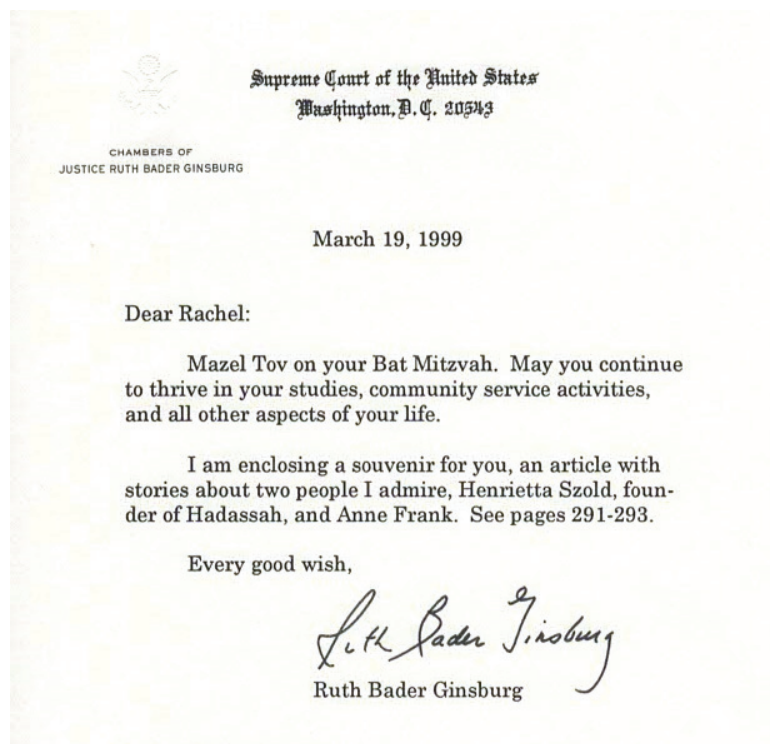 Supreme Court of the United States
Washington, D.C. 20543
CHAMBERS OF
JUSTICE RUTH BADER GINSBURG
March 19, 1999
Dear Rachel:
Mazel Tov on your Bat Mitzvah. May you continue
to thrive in your studies, community service activities,
and all other aspects of your life.
I am enclosing a souvenir for you, an article with
stories about two people I admire, Henrietta Szold, foun-
der of Hadassah, and Anne Frank. See pages 291-293.
Every good wish,
Ruth Bader Ginsburg
Ruth Bader Ginsburg